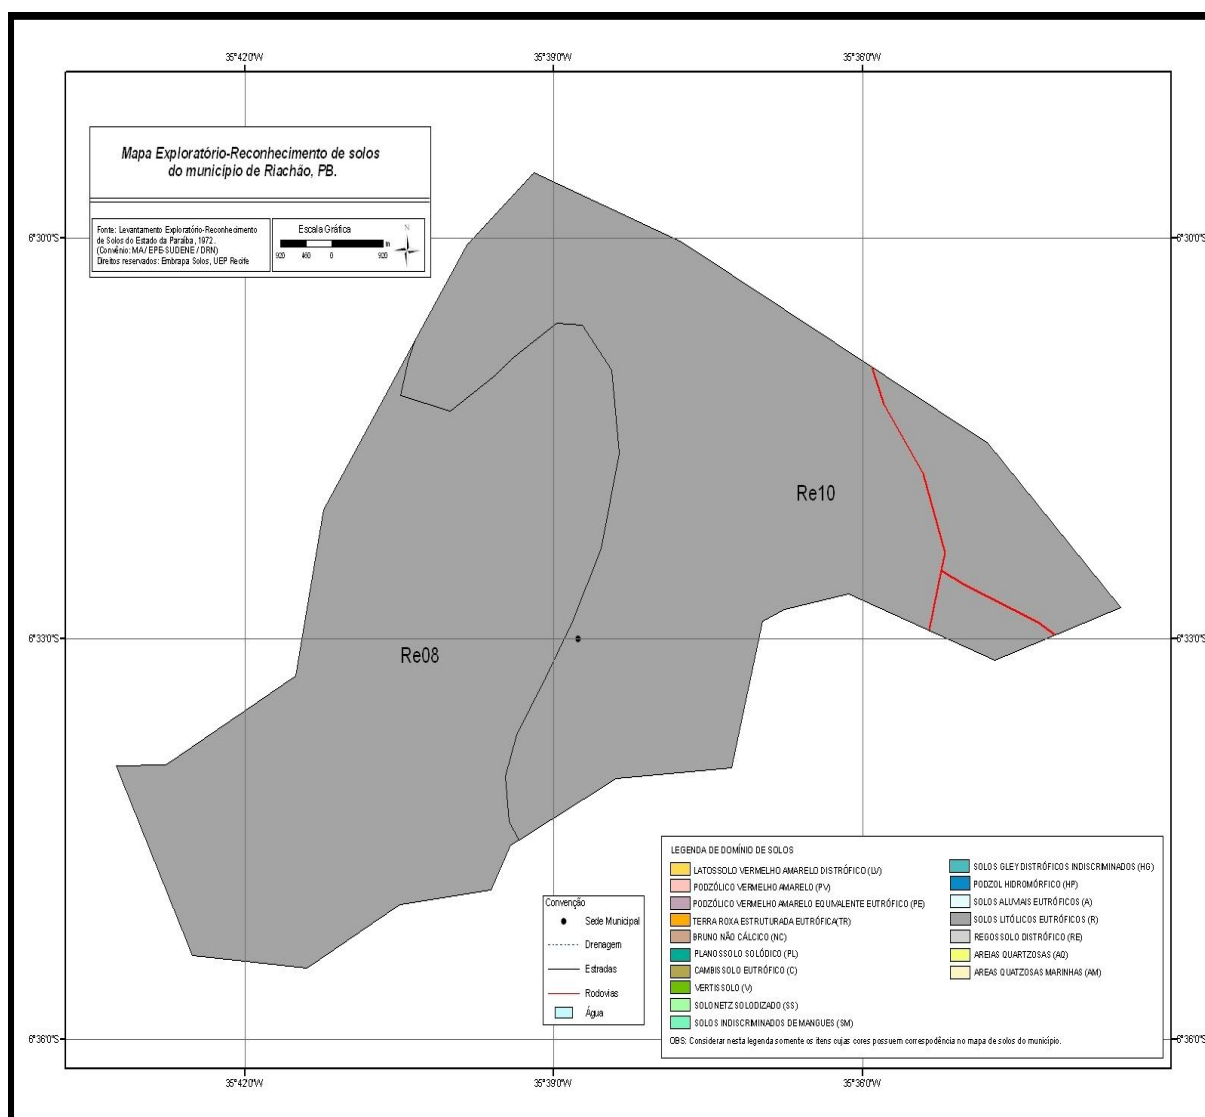 35°42'0"W
35°39'0"W
35°36'0"W
Mapa Exploratório-Reconhecimento de solos
do município de Riachão, PB.
Fonte: Levantamento Exploratório-Reconhecimento
de Solos do Estado da Paraíba, 1972.
(Convênio: MA / EPE-SUDENE / DRN)
Direitos reservados: Embrapa Solos, UEP Recife
Escala Gráfica
m
920 460 0 920
N
6°30'0"S
6°30'0"S
Re10
6°33'0"S
6°33'0"S
Re08
LEGENDA DE DOMÍNIO DE SOLOS
LATOSSOLO VERMELHO AMARELO DISTRÓFICO (LV)
PODZÓLICO VERMELHO AMARELO (PV)
PODZÓLICO VERMELHO AMARELO EQUIVALENTE EUTRÓFICO (PE)
TERRA ROXA ESTRUTURADA EUTRÓFICA(TR)
BRUNO NÃO CÁLCICO (NC)
PLANOSSOLO SOLÓDICO (PL)
CAMBISSOLO EUTRÓFICO (C)
VERTISSOLO (V)
SOLONETZ SOLODIZADO (SS)
SOLOS INDISCRIMINADOS DE MANGUES (SM)
SOLOS GLEY DISTRÓFICOS INDISCRIMINADOS (HG)
PODZOL HIDROMÓRFICO (HP)
SOLOS ALUVIAIS EUTRÓFICOS (A)
SOLOS LITÓLICOS EUTRÓFICOS (R)
REGOSSOLO DISTRÓFICO (RE)
AREIAS QUARTZOSAS (AQ)
AREAS QUATZOSAS MARINHAS (AM)
OBS: Considerar nesta legenda somente os itens cujas cores possuem correspodência no mapa de solos do município.
Convenção
Sede Municipal
Drenagem
Estradas
Rodovias
Água
6°36'0"S
6°36'0"S
35°42'0"W
35°39'0"W
35°36'0"W